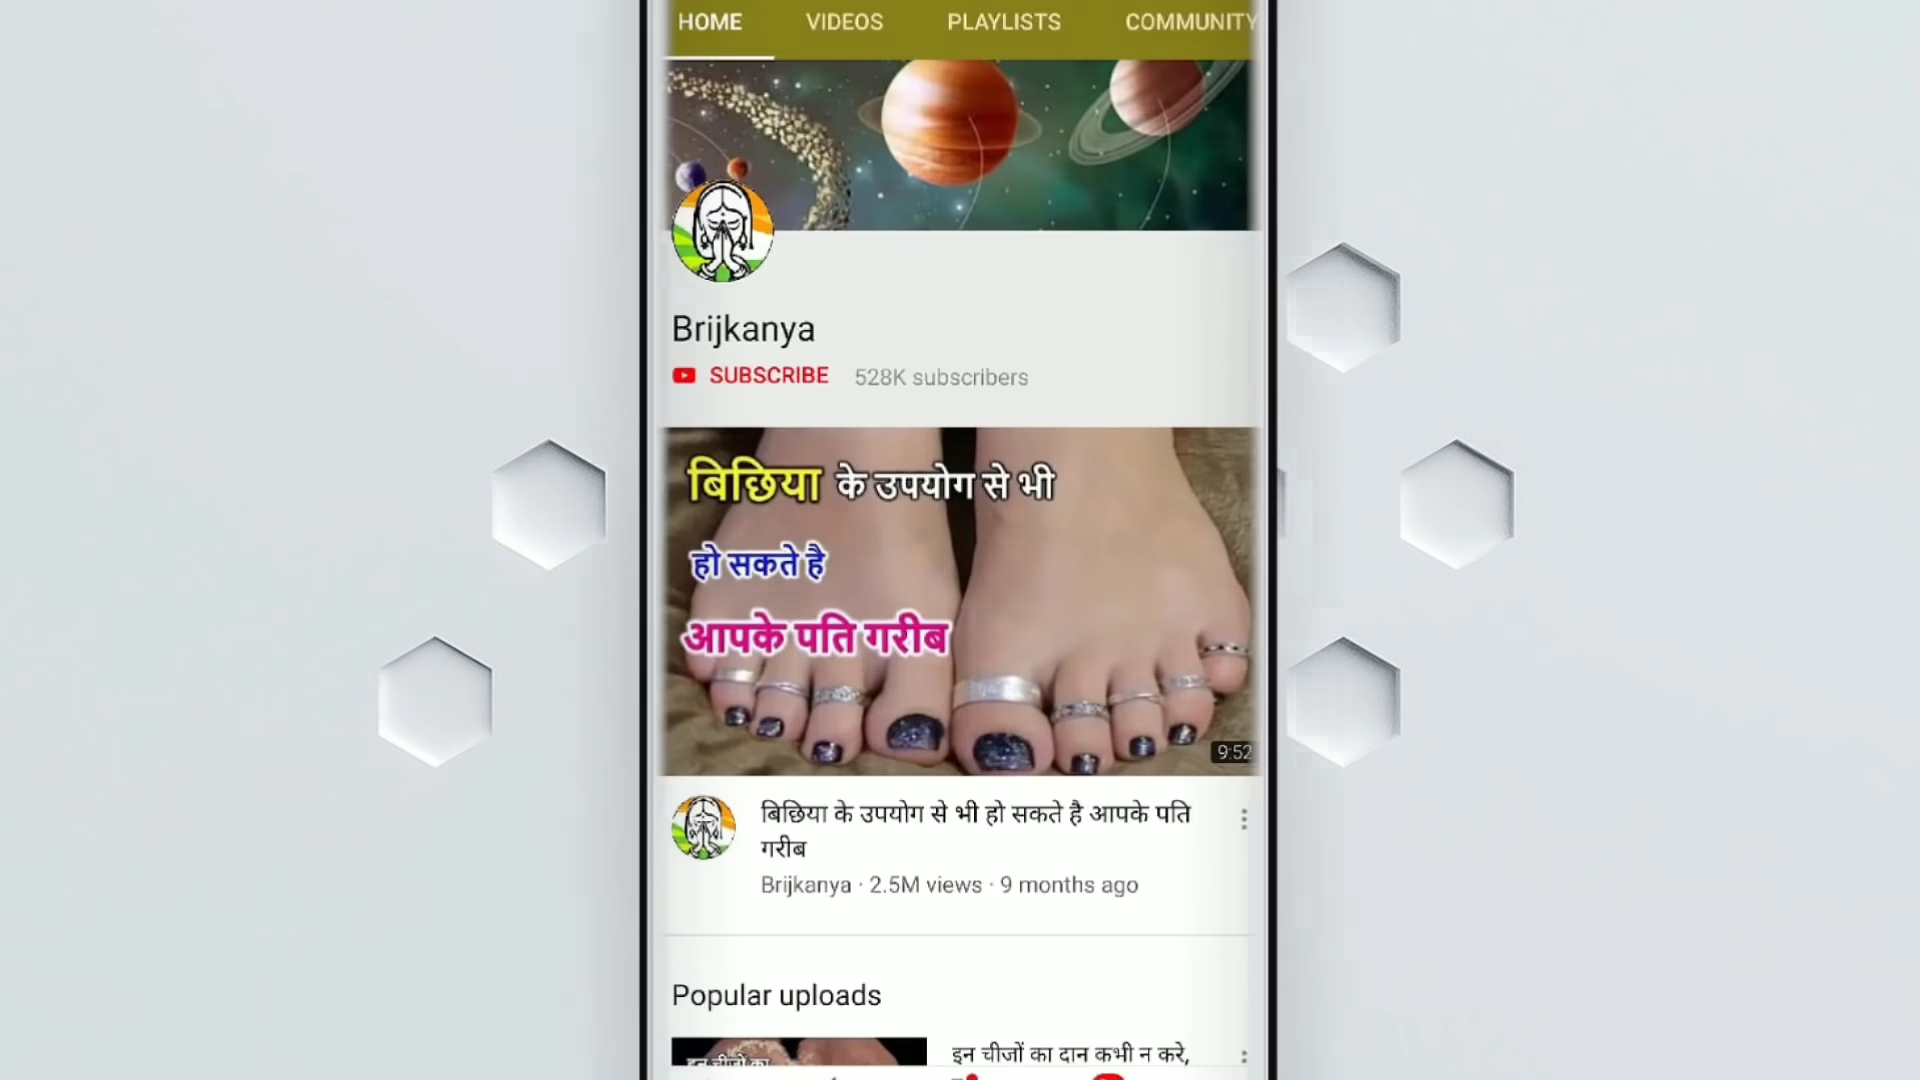 HOME VIDEOS PLAYLISTS COMMUNITY
Brijkanya
SUBSCRIBE 528K subscribers
बिछिया के उपयोग से भी
हो सकते है
आपके पति गरीब
9:52
बिछिया के उपयोग से भी हो सकते है आपके पति
गरीब
Brijkanya · 2.5M views · 9 months ago
Popular uploads
इन चीजों का दान कभी न करे,
इन चीजों का